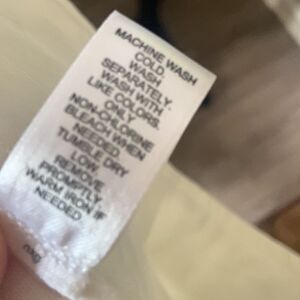 MACHINE WASH
COLD.
WASH
SEPARATELY.
WASH WITH
LIKE COLORS.
ONLY
NON-CHLORINE
BLEACH WHEN
NEEDED.
TUMBLE DRY
LOW.
REMOVE
PROMPTLY.
WARM IRON IF
NEEDED.